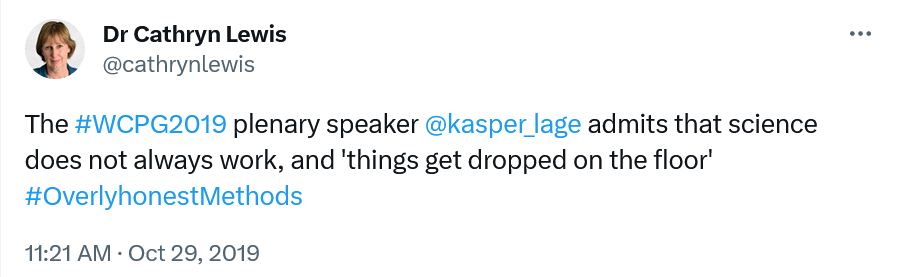 Dr Cathryn Lewis
@cathrynlewis
The #WCPG2019 plenary speaker @kasper_lage admits that science
does not always work, and 'things get dropped on the floor'
#OverlyhonestMethods
11:21 AM · Oct 29, 2019